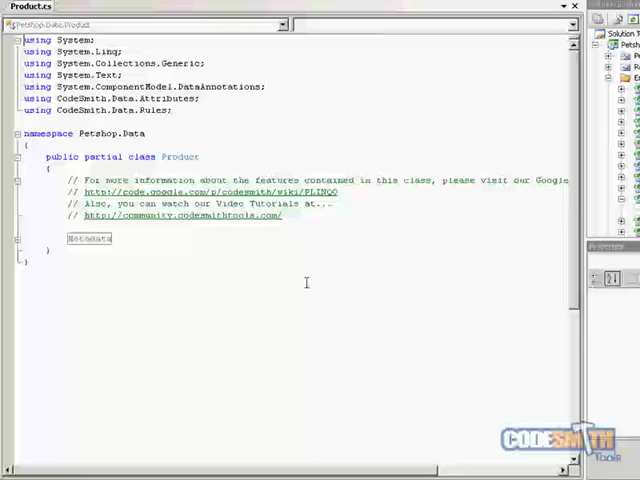 Product.cs
Petshop.Data.Product
Solution
using System;
using System.Linq;
using System.Collections.Generic;
using System.Text;
using System.ComponentModel.DataAnnotations;
using CodeSmith.Data.Attributes;
using CodeSmith.Data.Rules;
namespace Petshop.Data
{
public partial class Product
{
// For more information about the features contained in this class, please visit our Google
// http://code.google.com/p/codesmith/wiki/PLINQO
// Also, you can watch our Video Tutorials at...
// http://community.codesmithtools.com/
Metadata
}
}
Properties
CODESMITH
Tools